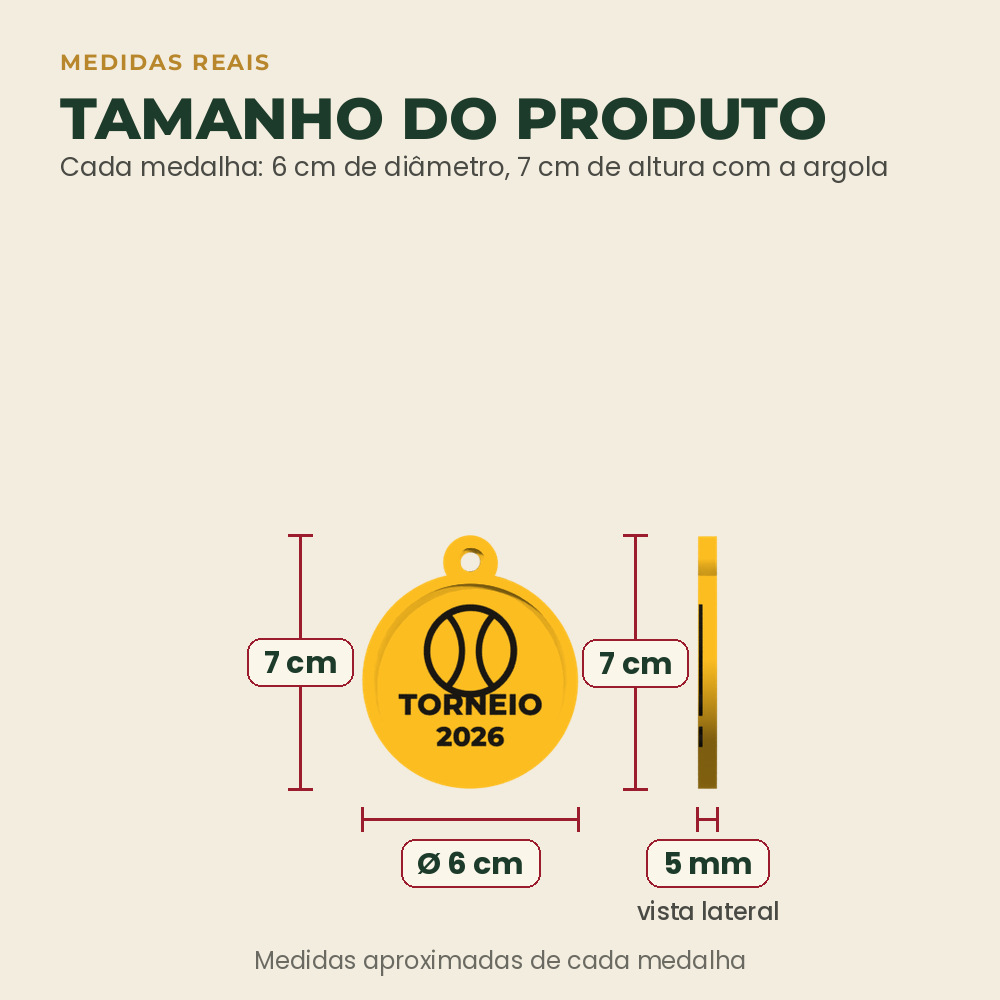 MEDIDAS REAIS
TAMANHO DO PRODUTO
Cada medalha: 6 cm de diâmetro, 7 cm de altura com a argola
7 cm
TORNEIO
2026
7 cm
Ø 6 cm
5 mm
vista lateral
Medidas aproximadas de cada medalha